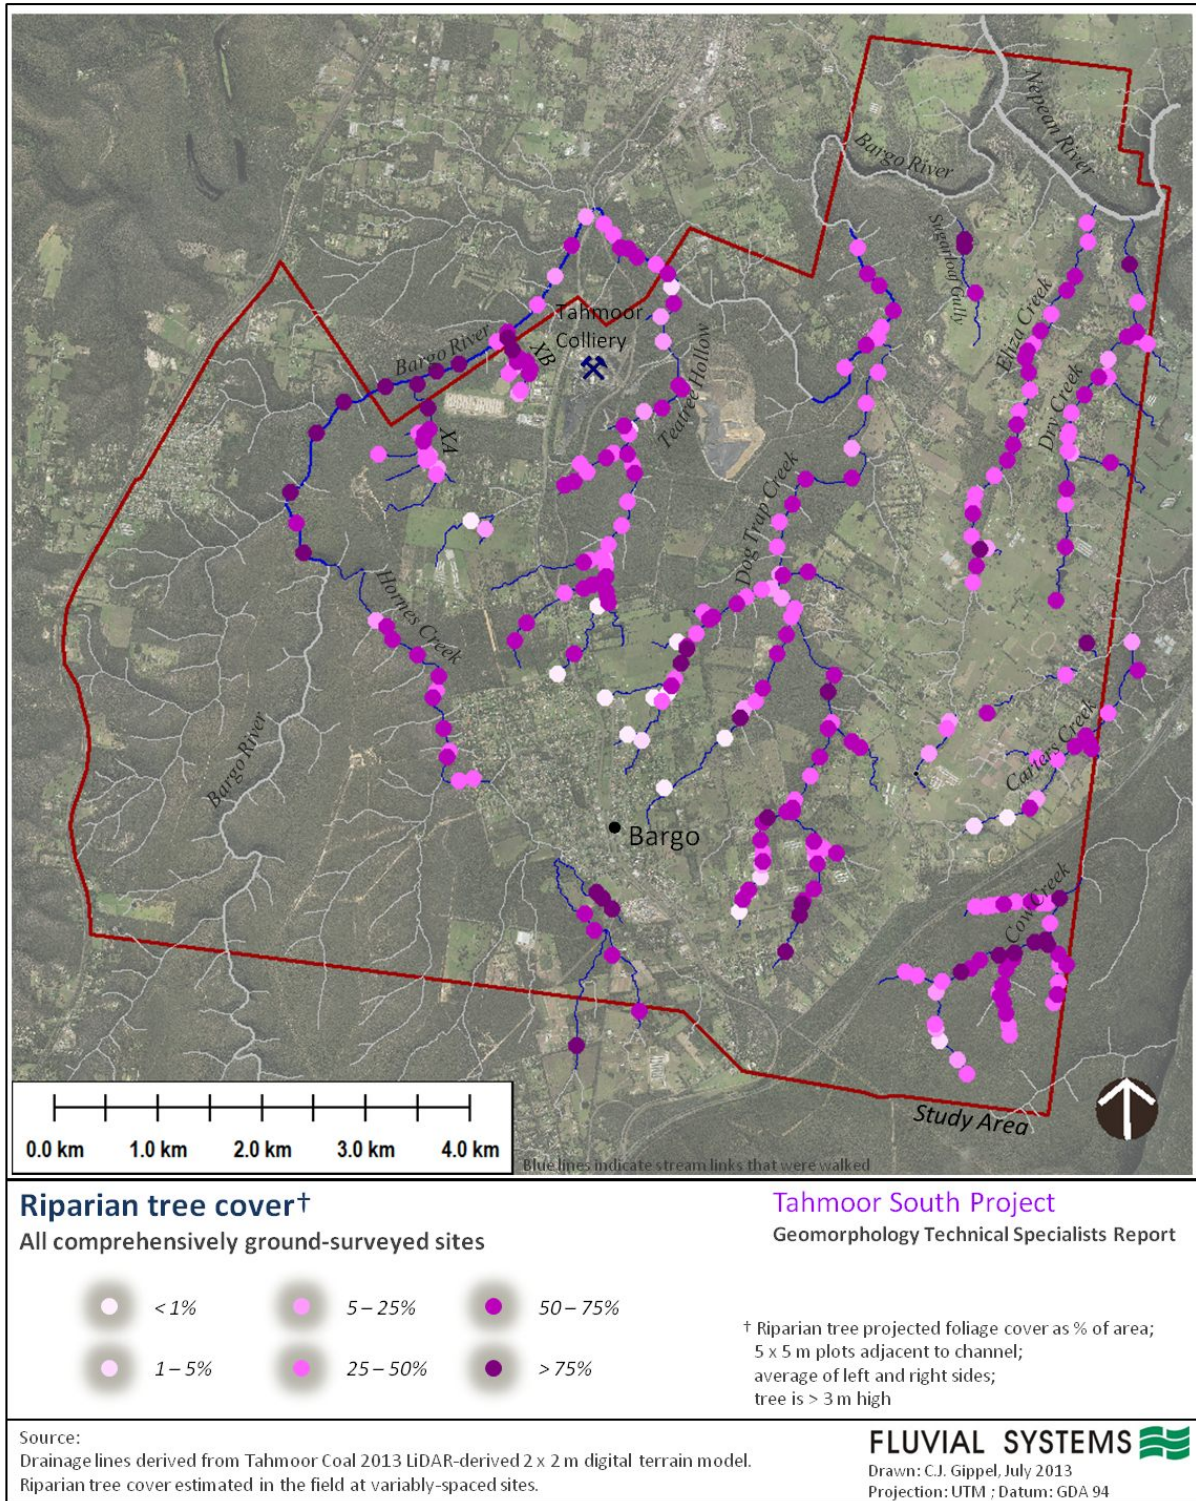 Nepean River
Bargo River
Sugarloaf Gully
Eliza Creek
Dry Creek
Tahmoor
Colliery
Bargo River
XB
XA
Teatree Hollow
Dog Trap Creek
Hornes Creek
Bargo River
Carters Creek
Bargo
Cow Creek
Study Area
0.0 km 1.0 km 2.0 km 3.0 km 4.0 km
Blue lines indicate stream links that were walked
Riparian tree cover†
All comprehensively ground-surveyed sites
< 1% 5 – 25% 50 – 75%
1 – 5% 25 – 50% > 75%
Tahmoor South Project
Geomorphology Technical Specialists Report
† Riparian tree projected foliage cover as % of area;
5 x 5 m plots adjacent to channel;
average of left and right sides;
tree is > 3 m high
Source:
Drainage lines derived from Tahmoor Coal 2013 LiDAR-derived 2 x 2 m digital terrain model.
Riparian tree cover estimated in the field at variably-spaced sites.
FLUVIAL SYSTEMS
Drawn: C.J. Gippel, July 2013
Projection: UTM ; Datum: GDA 94